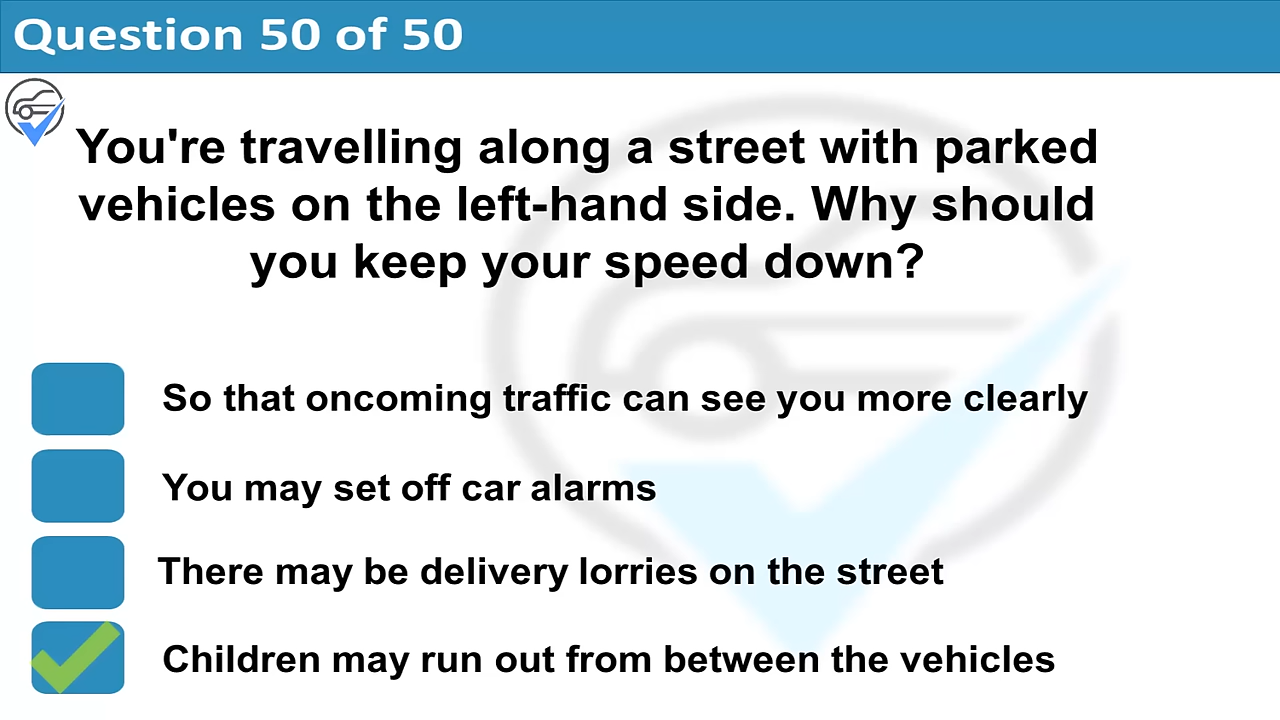 Question 50 of 50
You're travelling along a street with parked
vehicles on the left-hand side. Why should
you keep your speed down?
So that oncoming traffic can see you more clearly
You may set off car alarms
There may be delivery lorries on the street
Children may run out from between the vehicles